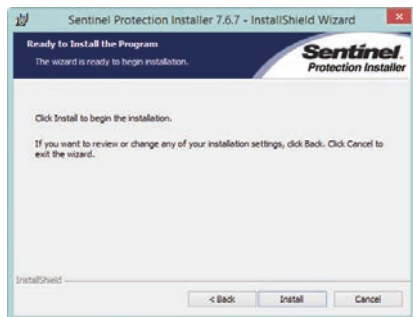 Sentinel Protection Installer 7.6.7 - InstallShield Wizard
Ready to Install the Program
The wizard is ready to begin installation.
Sentinel.
Protection Installer
Click Install to begin the installation.
If you want to review or change any of your installation settings, click Back. Click Cancel to
exit the wizard.
InstallShield
< Back Install Cancel